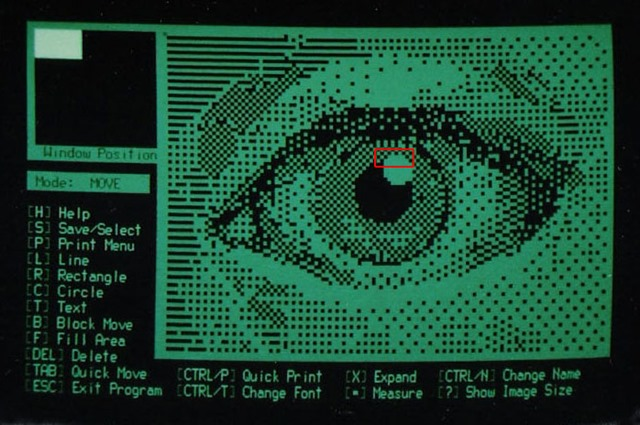 Window Position
Mode: MOVE
[H] Help
[S] Save/Select
[P] Print Menu
[L] Line
[R] Rectangle
[C] Circle
[T] Text
[B] Block Move
[F] Fill Area
[DEL] Delete
[TAB] Quick Move
[ESC] Exit Program
[CTRL/P] Quick Print [X] Expand [CTRL/N] Change Name
[CTRL/T] Change Font [▪] Measure [?] Show Image Size